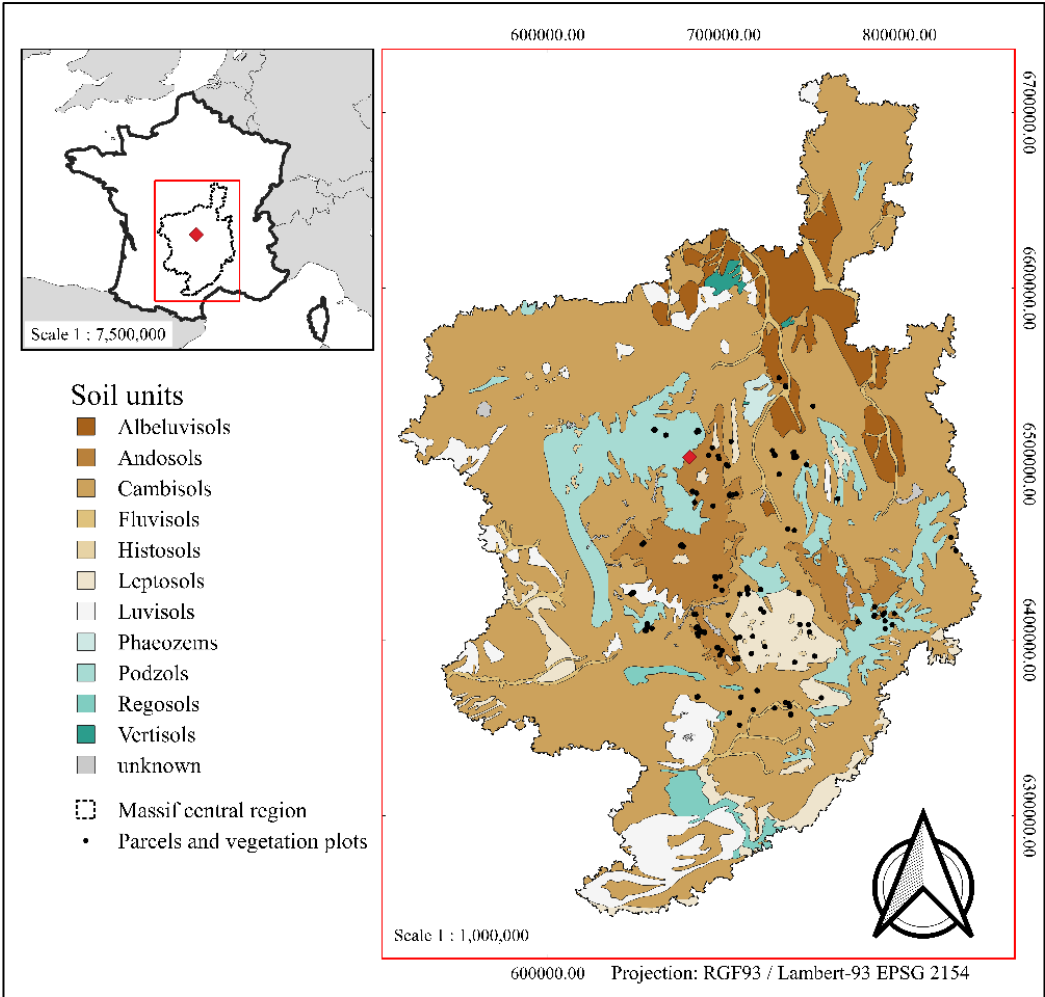 600000.00 700000.00 800000.00
6700000.00
6600000.00
6500000.00
6400000.00
6300000.00
Scale 1 : 7,500,000
Soil units
Albeluvisols
Andosols
Cambisols
Fluvisols
Histosols
Leptosols
Luvisols
Phaeozems
Podzols
Regosols
Vertisols
unknown
Massif central region
Parcels and vegetation plots
Scale 1 : 1,000,000
600000.00 Projection: RGF93 / Lambert-93 EPSG 2154